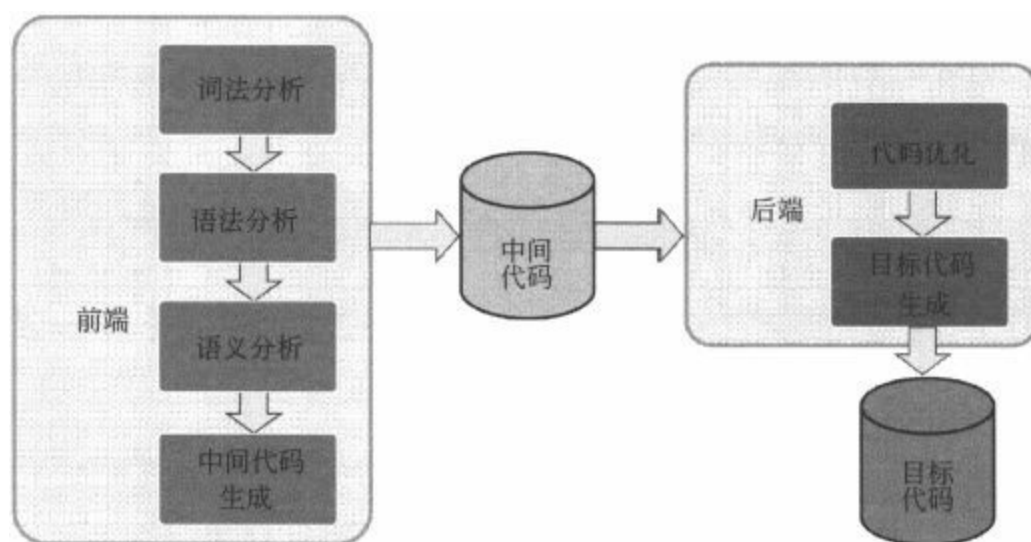 词法分析
语法分析
前端
语义分析
中间代码
生成
中间
代码
后端
代码优化
目标代码
生成
目标
代码